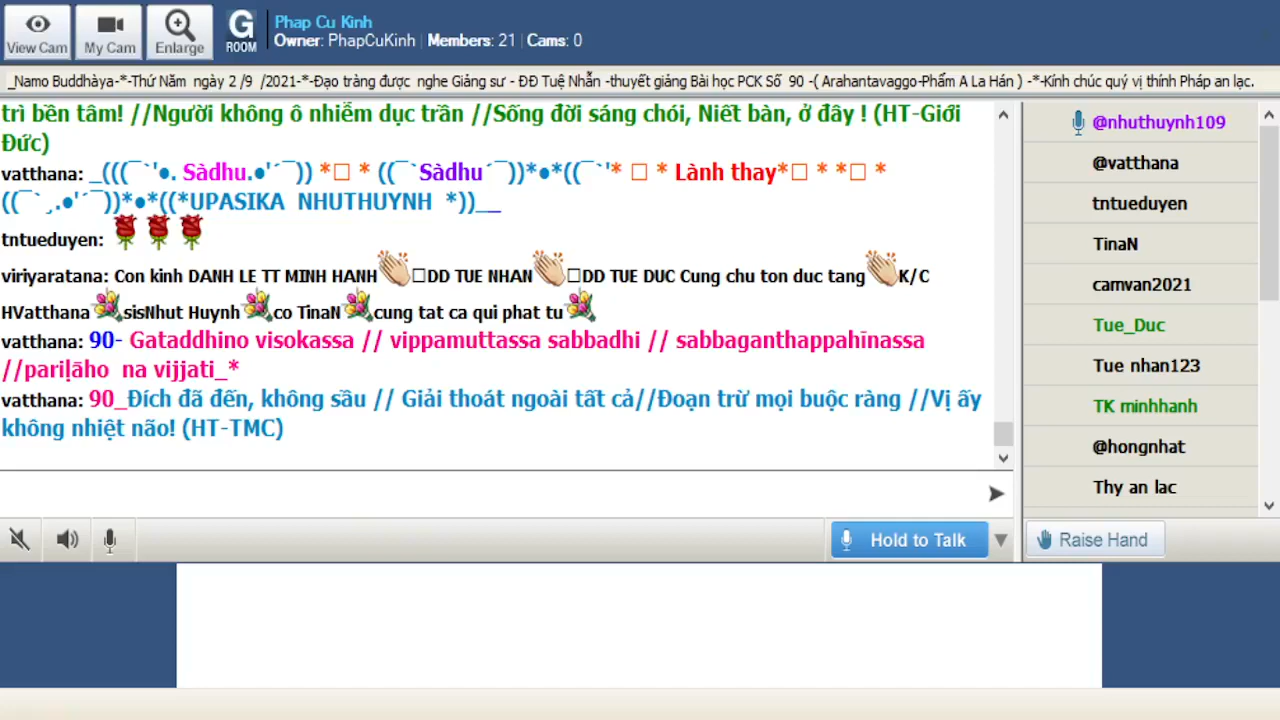 View Cam
My Cam
Enlarge
G
ROOM
Phap Cu Kinh
Owner: PhapCuKinh | Members: 21 | Cams: 0
_Namo Buddhàya-*-Thứ Năm ngày 2 /9 /2021-*-Đạo tràng được nghe Giảng sư - ĐĐ Tuệ Nhẫn -thuyết giảng Bài học PCK Số 90 -( Arahantavaggo-Phẩm A La Hán ) -*-Kính chúc quý vị thính Pháp an lạc.
trì bền tâm! //Người không ô nhiễm dục trần //Sống đời sáng chói, Niết bàn, ở đây ! (HT-Giới
Đức)
vatthana: _(((¯`'●. Sàdhu.●'´¯)) *□ * ((¯`Sàdhu´¯))*●*((¯`'* □ * Lành thay*□ * *□ *
((¯`¸.●'´¯))*●*((*UPASIKA NHUTHUYNH *))__
tntueduyen:
viriyaratana: Con kinh DANH LE TT MINH HANH □DD TUE NHAN □DD TUE DUC Cung chu ton duc tang K/C
HVatthana sisNhut Huynh co TinaN cung tat ca qui phat tu
vatthana: 90- Gataddhino visokassa // vippamuttassa sabbadhi // sabbaganthappahīnassa
//pariḷāho na vijjati_*
vatthana: 90_Đích đã đến, không sầu // Giải thoát ngoài tất cả//Đoạn trừ mọi buộc ràng //Vị ấy
không nhiệt não! (HT-TMC)
@nhuthuynh109
@vatthana
tntueduyen
TinaN
camvan2021
Tue_Duc
Tue nhan123
TK minhhanh
@hongnhat
Thy an lac
Hold to Talk
Raise Hand